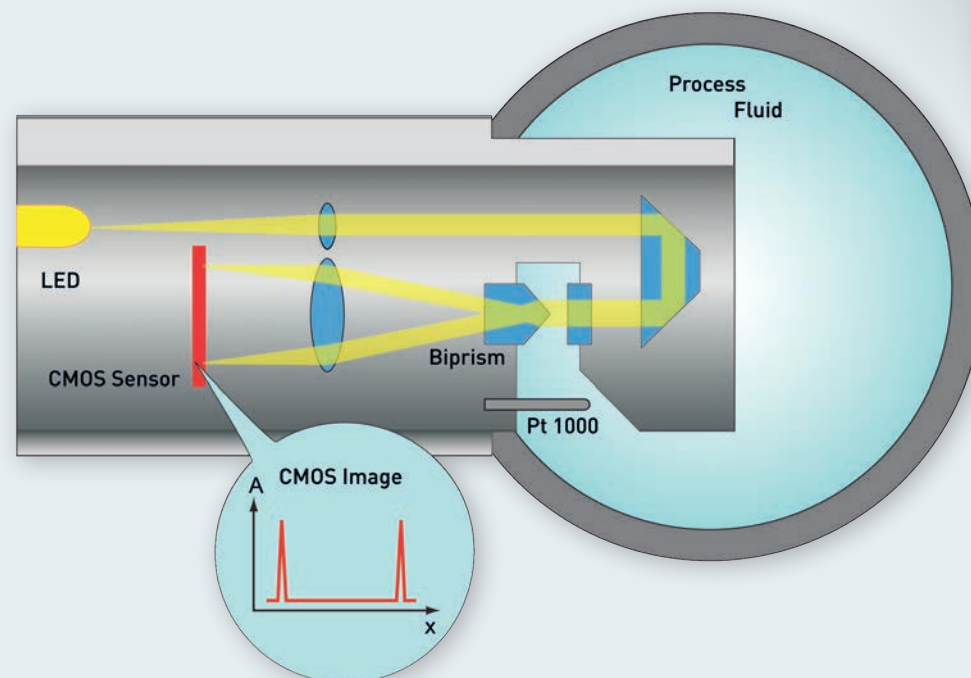 Process
Fluid
LED
Biprism
CMOS Sensor
Pt 1000
CMOS Image
A
x